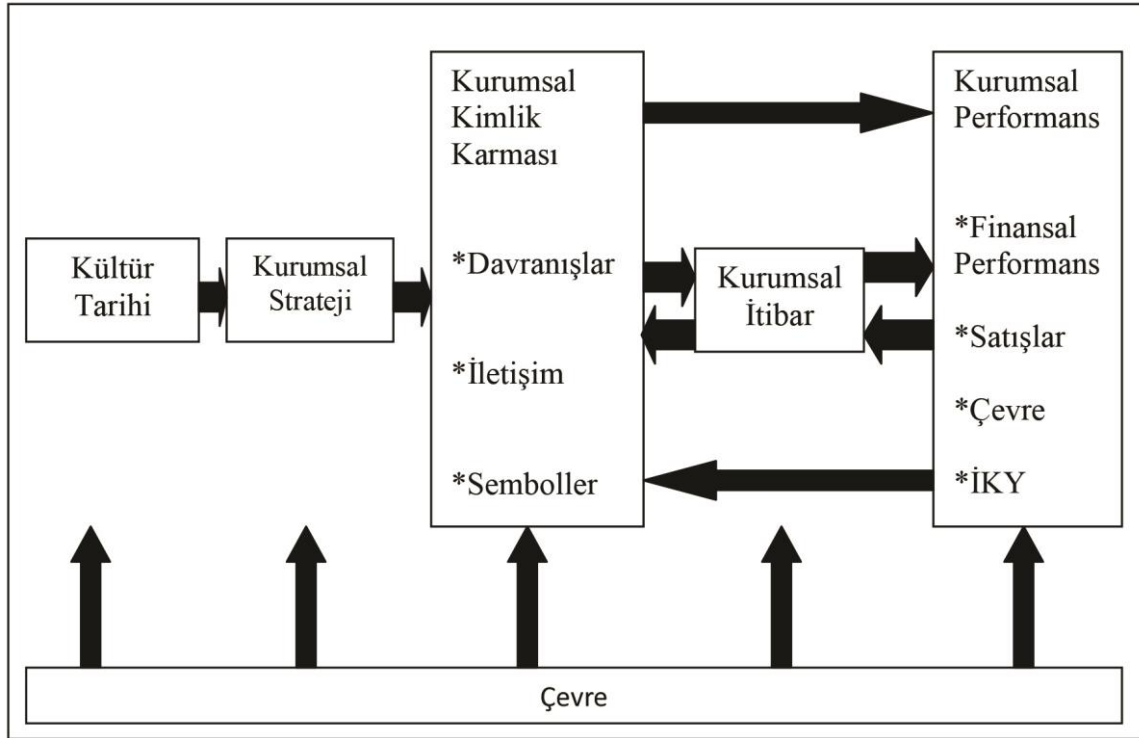 Kültür
Tarihi
Kurumsal
Strateji
Kurumsal
Kimlik
Karması
*Davranışlar
*İletişim
*Semboller
Kurumsal
İtibar
Kurumsal
Performans
*Finansal
Performans
*Satışlar
*Çevre
*İKY
Çevre